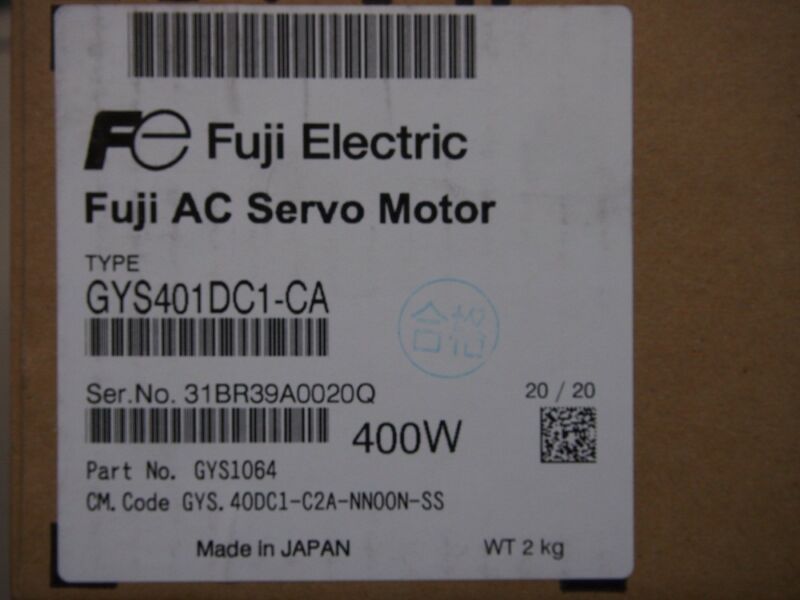 Fe Fuji Electric
Fuji AC Servo Motor
TYPE
GYS401DC1-CA
Ser.No. 31BR39A0020Q
20 / 20
400W
Part No. GYS1064
CM. Code GYS. 40DC1-C2A-NN00N-SS
Made in JAPAN
WT 2 kg